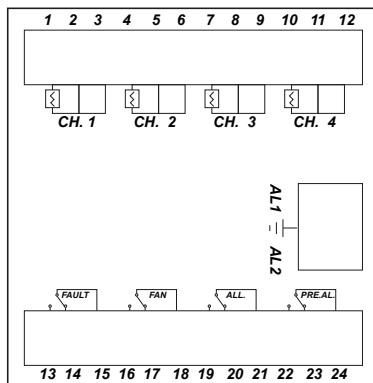 1 2 3 4 5 6 7 8 9 10 11 12
CH. 1 CH. 2 CH. 3 CH. 4
AL1
AL2
FAULT FAN ALL. PRE.AL.
13 14 15 16 17 18 19 20 21 22 23 24